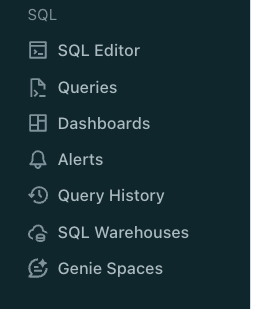 SQL
SQL Editor
Queries
Dashboards
Alerts
Query History
SQL Warehouses
Genie Spaces